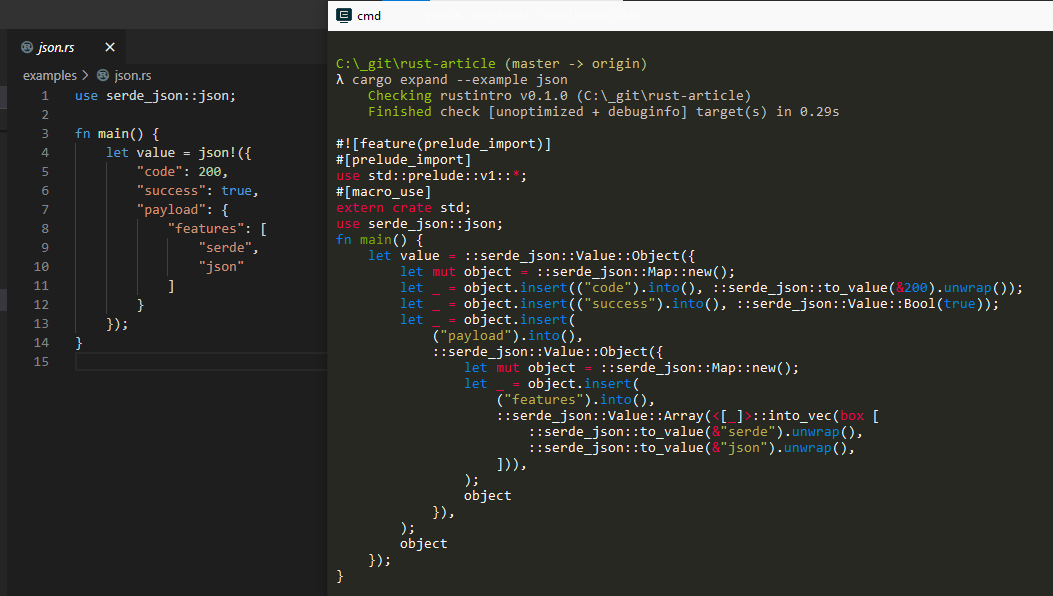 json.rs
examples > json.rs
1 use serde_json::json;
2
3 fn main() {
4     let value = json!({
5         "code": 200,
6         "success": true,
7         "payload": {
8             "features": [
9                 "serde",
10                 "json"
11             ]
12         }
13     });
14 }
15
cmd
C:\_git\rust-article (master -> origin)
λ cargo expand --example json
    Checking rustintro v0.1.0 (C:\_git\rust-article)
    Finished check [unoptimized + debuginfo] target(s) in 0.29s
#![feature(prelude_import)]
#[prelude_import]
use std::prelude::v1::*;
#[macro_use]
extern crate std;
use serde_json::json;
fn main() {
    let value = ::serde_json::Value::Object({
        let mut object = ::serde_json::Map::new();
        let _ = object.insert(("code").into(), ::serde_json::to_value(&200).unwrap());
        let _ = object.insert(("success").into(), ::serde_json::Value::Bool(true));
        let _ = object.insert(
            ("payload").into(),
            ::serde_json::Value::Object({
                let mut object = ::serde_json::Map::new();
                let _ = object.insert(
                    ("features").into(),
                    ::serde_json::Value::Array(<[_]>::into_vec(box [
                        ::serde_json::to_value(&"serde").unwrap(),
                        ::serde_json::to_value(&"json").unwrap(),
                    ])),
                );
                object
            }),
        );
        object
    });
}